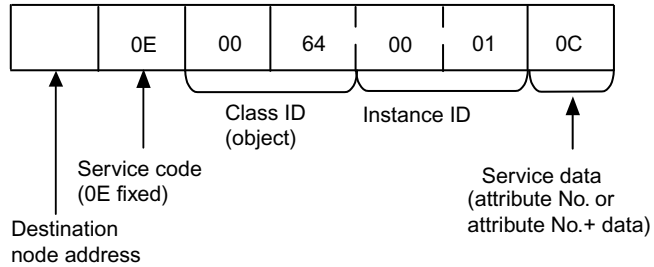 0E 00 64 00 01 0C
Class ID
(object)
Instance ID
Service code
(0E fixed)
Service data
(attribute No. or
attribute No.+ data)
Destination
node address